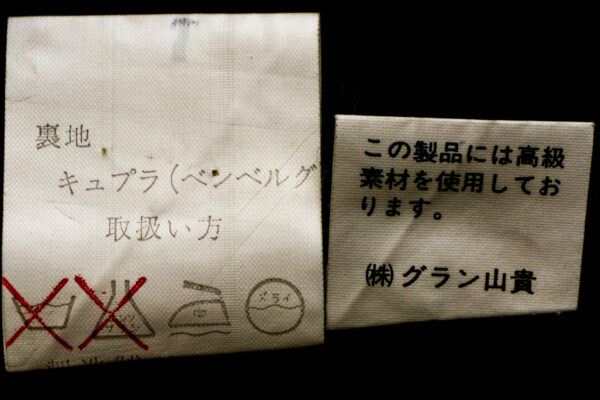 裏地
キュプラ(ベンベルグ
取扱い方
ドライ
この製品には高級
素材を使用してお
ります。
㈱グラン山貴